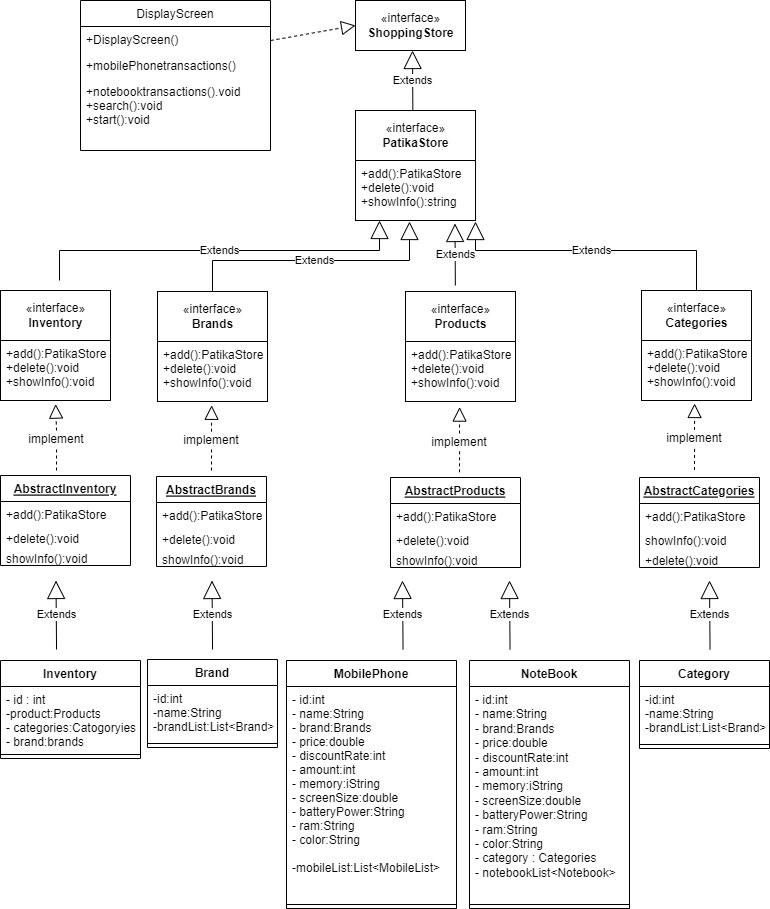 DisplayScreen
+DisplayScreen()
+mobilePhonetransactions()
+notebooktransactions().void
+search():void
+start():void
«interface»
ShoppingStore
Extends
«interface»
PatikaStore
+add():PatikaStore
+delete():void
+showInfo():string
Extends
Extends
Extends
Extends
«interface»
Inventory
+add():PatikaStore
+delete():void
+showInfo():void
«interface»
Brands
+add():PatikaStore
+delete():void
+showInfo():void
«interface»
Products
+add():PatikaStore
+delete():void
+showInfo():void
«interface»
Categories
+add():PatikaStore
+delete():void
+showInfo():void
implement
implement
implement
implement
AbstractInventory
+add():PatikaStore
+delete():void
showInfo():void
AbstractBrands
+add():PatikaStore
+delete():void
showInfo():void
AbstractProducts
+add():PatikaStore
+delete():void
showInfo():void
AbstractCategories
+add():PatikaStore
showInfo():void
+delete():void
Extends
Extends
Extends
Extends
Extends
Inventory
- id : int
-product:Products
- categories:Catogoryies
- brand:brands
Brand
-id:int
-name:String
-brandList:List<Brand>
MobilePhone
- id:int
- name:String
- brand:Brands
- price:double
- discountRate:int
- amount:int
- memory:iString
- screenSize:double
- batteryPower:String
- ram:String
- color:String
-mobileList:List<MobileList>
NoteBook
- id:int
- name:String
- brand:Brands
- price:double
- discountRate:int
- amount:int
- memory:iString
- screenSize:double
- batteryPower:String
- ram:String
- color:String
- category : Categories
- notebookList<Notebook>
Category
-id:int
-name:String
-brandList:List<Brand>